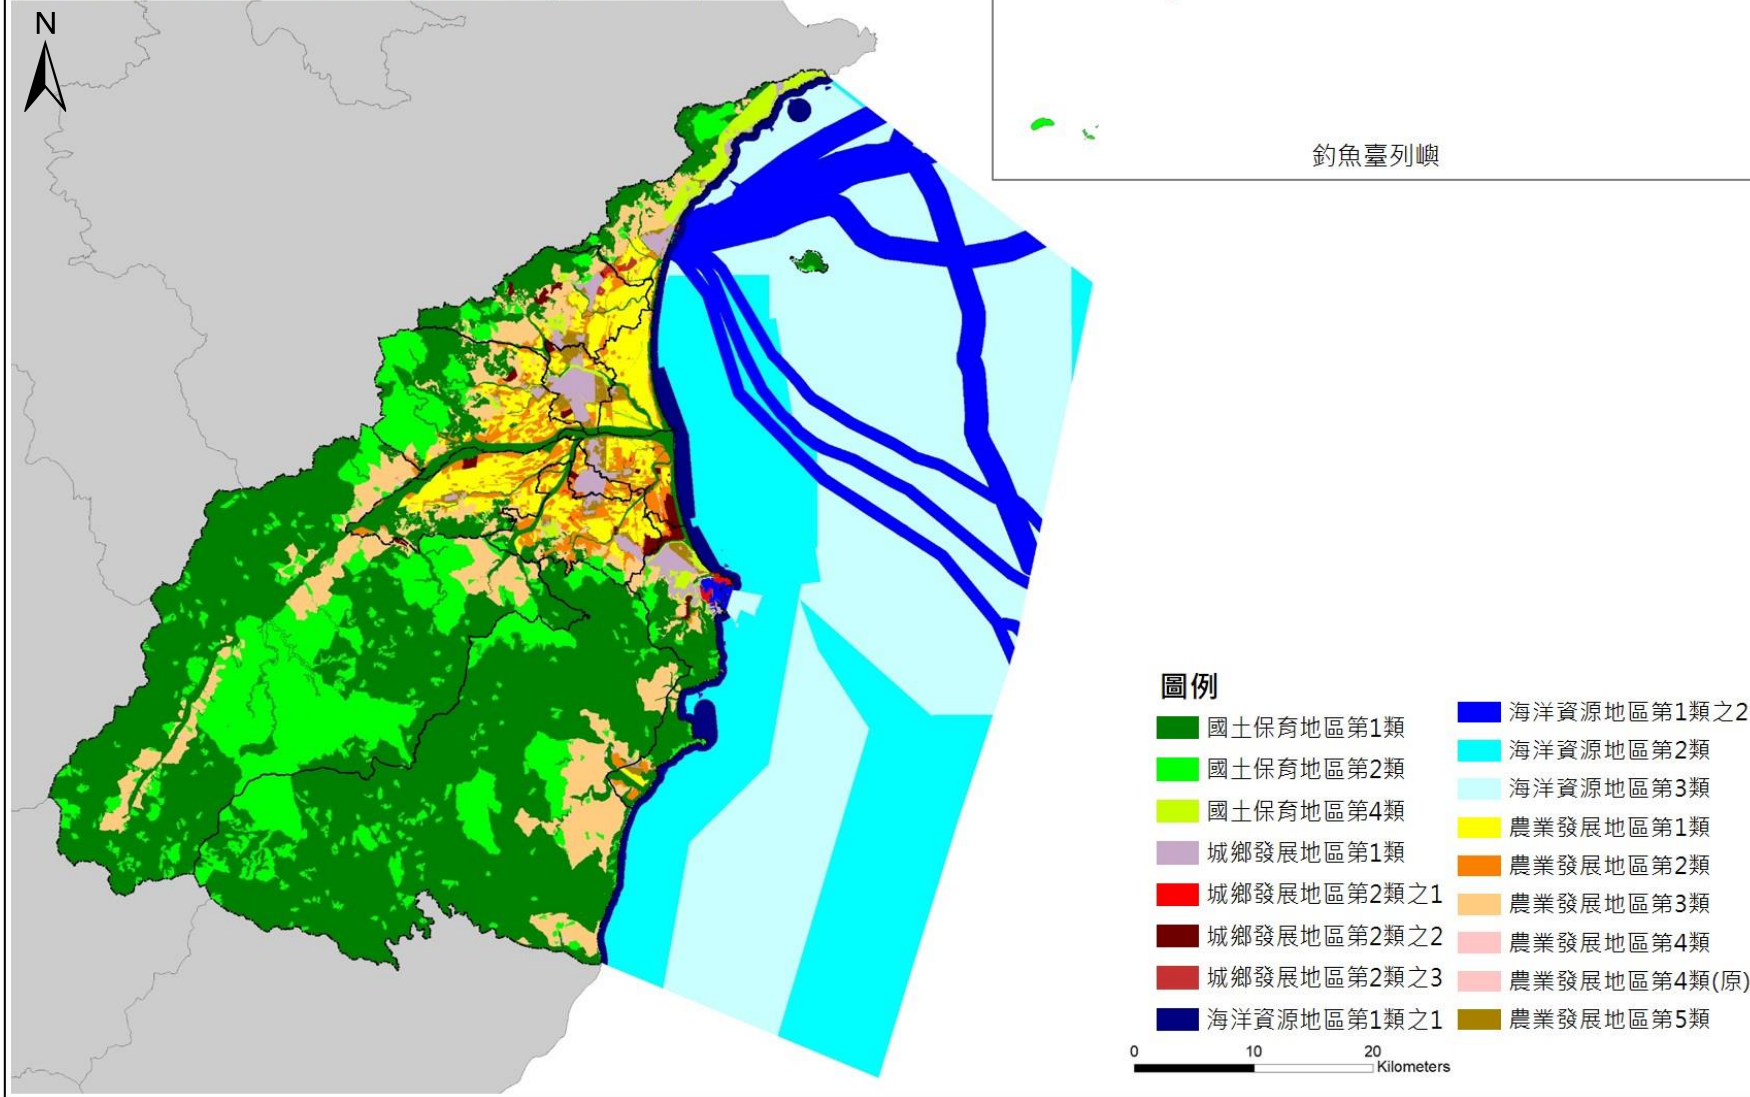 N
釣魚臺列嶼
圖例
國土保育地區第1類
國土保育地區第2類
國土保育地區第4類
城鄉發展地區第1類
城鄉發展地區第2類之1
城鄉發展地區第2類之2
城鄉發展地區第2類之3
海洋資源地區第1類之1
海洋資源地區第1類之2
海洋資源地區第2類
海洋資源地區第3類
農業發展地區第1類
農業發展地區第2類
農業發展地區第3類
農業發展地區第4類
農業發展地區第4類(原)
農業發展地區第5類
0 10 20
Kilometers